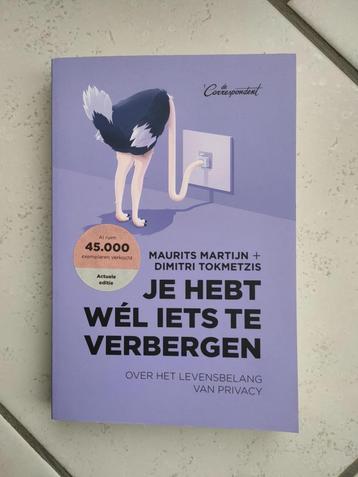 de
Correspondent
MAURITS MARTIJN +
DIMITRI TOKMETZIS
Al ruim
45.000
exemplaren verkocht
Actuele
editie
JE HEBT
WÉL IETS TE
VERBERGEN
OVER HET LEVENSBELANG
VAN PRIVACY